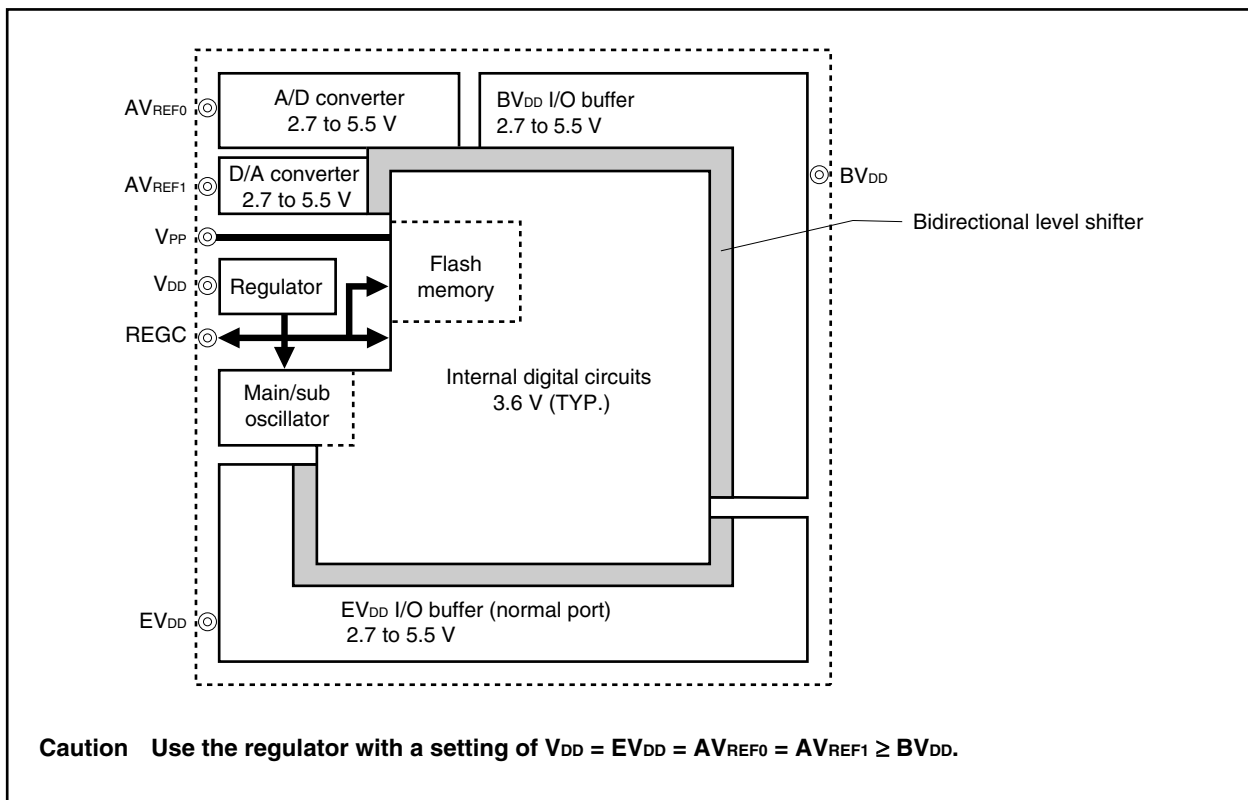 AVREF0
A/D converter
2.7 to 5.5 V
BVDD I/O buffer
2.7 to 5.5 V
AVREF1
D/A converter
2.7 to 5.5 V
BVDD
Bidirectional level shifter
VPP
Flash
memory
VDD
Regulator
REGC
Main/sub
oscillator
Internal digital circuits
3.6 V (TYP.)
EVDD
EVDD I/O buffer (normal port)
2.7 to 5.5 V
Caution Use the regulator with a setting of VDD = EVDD = AVREF0 = AVREF1 ≥ BVDD.